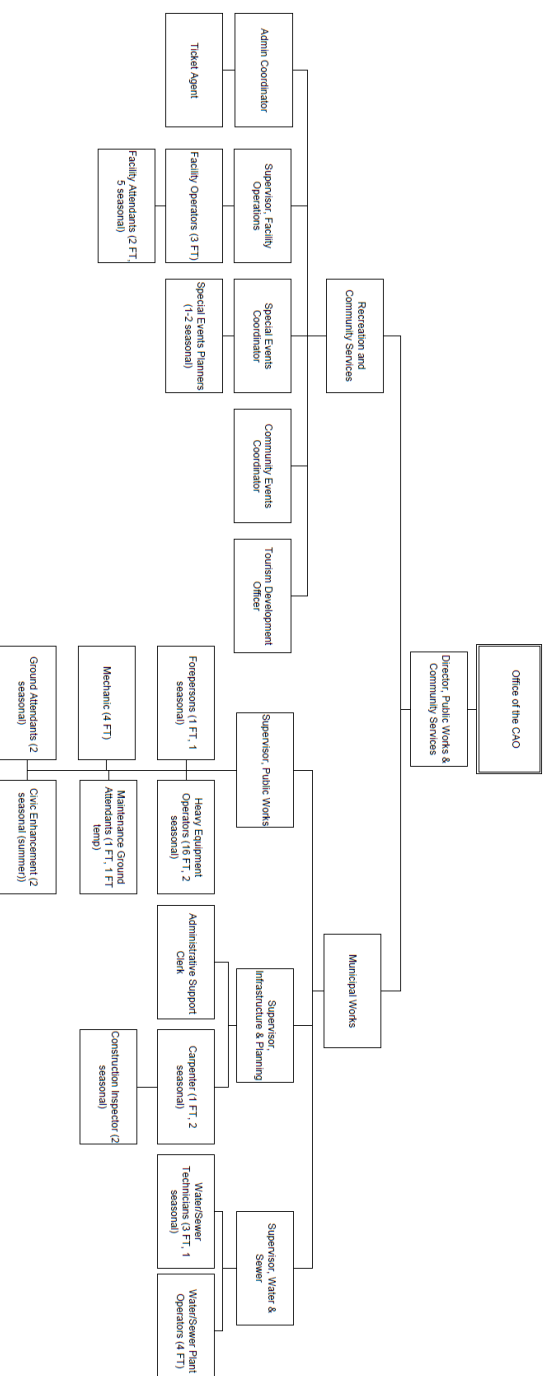 Office of the CAO
Director, Public Works &
Community Services
Recreation and
Community Services
Municipal Works
Admin Coordinator
Supervisor, Facility
Operations
Special Events
Coordinator
Community Events
Coordinator
Tourism Development
Officer
Ticket Agent
Facility Operators (3 FT)
Special Events Planners
(1-2 seasonal)
Facility Attendants (2 FT,
5 seasonal)
Supervisor, Public Works
Supervisor,
Infrastructure & Planning
Supervisor, Water &
Sewer
Forepersons (1 FT, 1
seasonal)
Heavy Equipment
Operators (16 FT, 2
seasonal)
Administrative Support
Clerk
Carpenter (1 FT, 2
seasonal)
Water/Sewer
Technicians (3 FT, 1
seasonal)
Water/Sewer Plant
Operators (4 FT)
Mechanic (4 FT)
Maintenance Ground
Attendants (1 FT, 1 FT
temp)
Construction Inspector (2
seasonal)
Ground Attendants (2
seasonal)
Civic Enhancement (2
seasonal (summer))